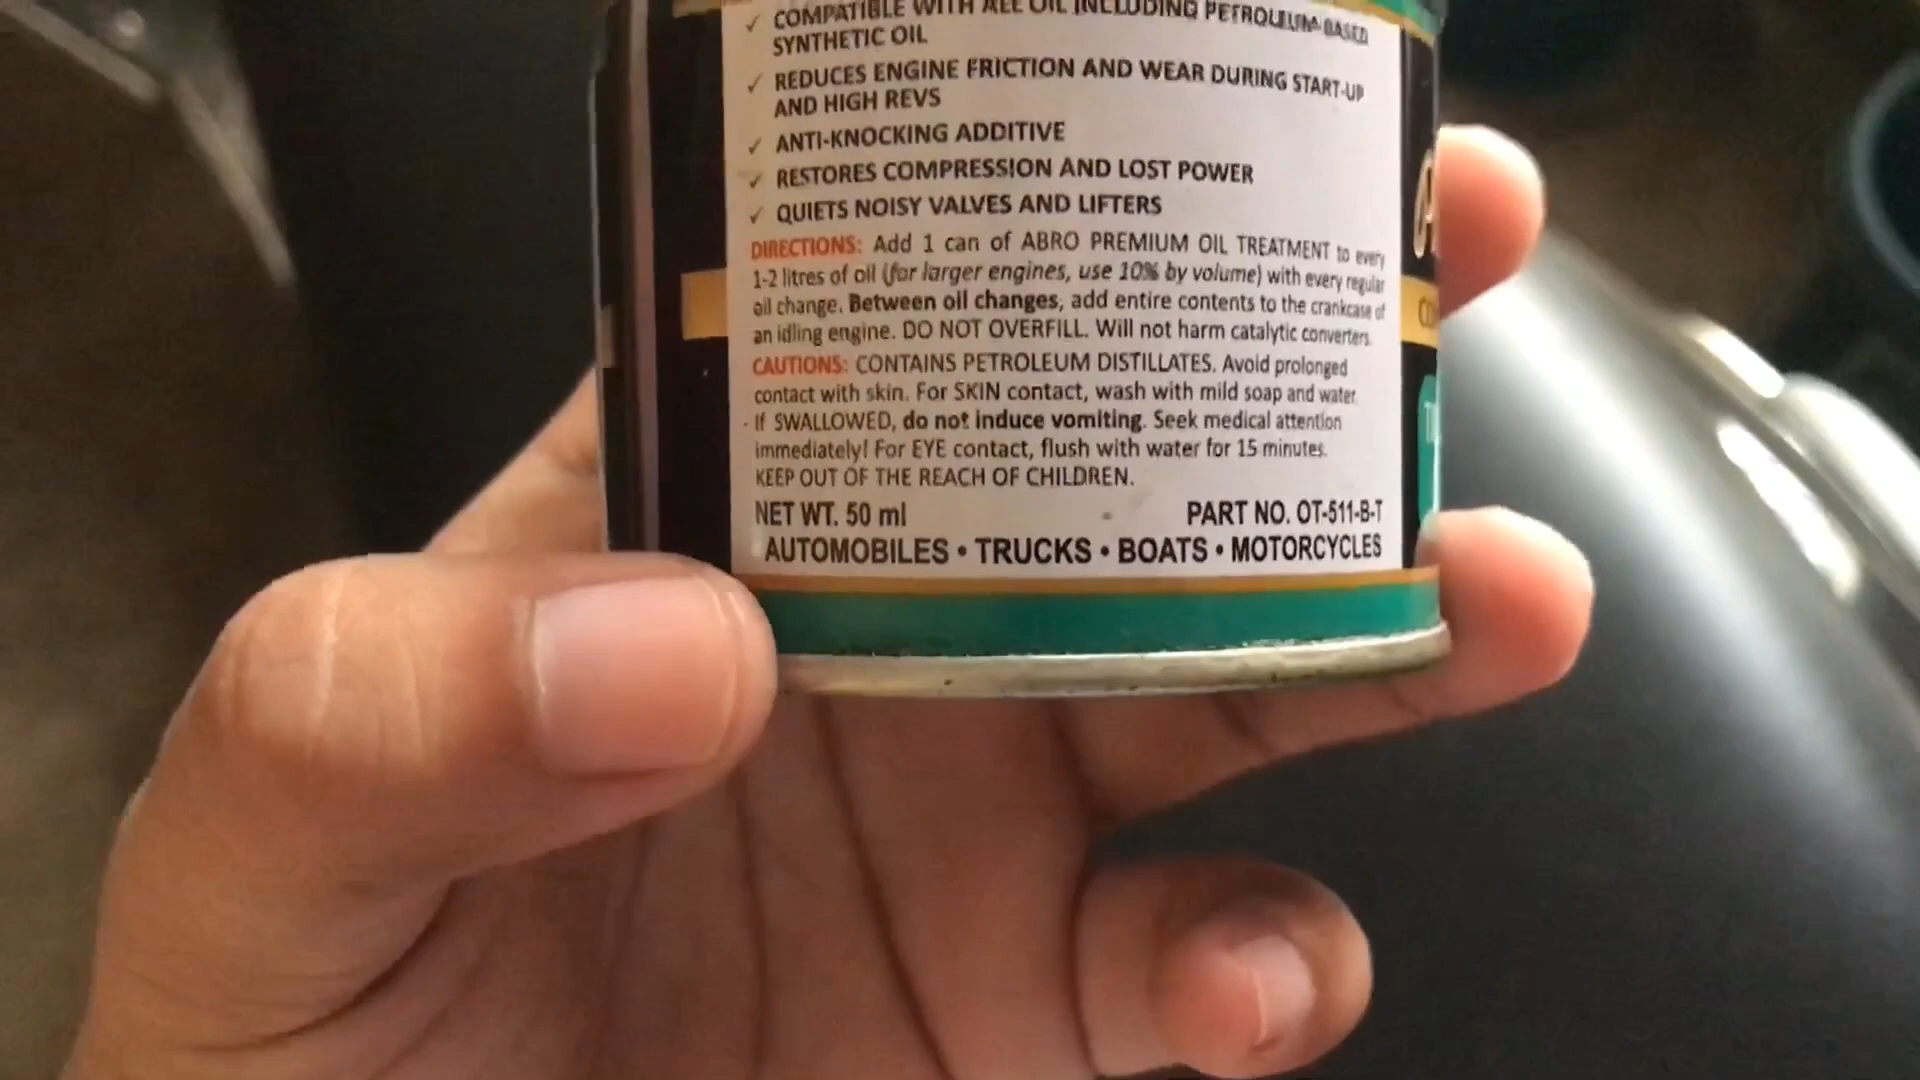 ✓ COMPATIBLE WITH ALL OIL INCLUDING PETROLEUM-BASED
SYNTHETIC OIL
✓ REDUCES ENGINE FRICTION AND WEAR DURING START-UP
AND HIGH REVS
✓ ANTI-KNOCKING ADDITIVE
✓ RESTORES COMPRESSION AND LOST POWER
✓ QUIETS NOISY VALVES AND LIFTERS
DIRECTIONS: Add 1 can of ABRO PREMIUM OIL TREATMENT to every
1-2 litres of oil (for larger engines, use 10% by volume) with every regular
oil change. Between oil changes, add entire contents to the crankcase of
an idling engine. DO NOT OVERFILL. Will not harm catalytic converters.
CAUTIONS: CONTAINS PETROLEUM DISTILLATES. Avoid prolonged
contact with skin. For SKIN contact, wash with mild soap and water.
If SWALLOWED, do not induce vomiting. Seek medical attention
immediately! For EYE contact, flush with water for 15 minutes.
KEEP OUT OF THE REACH OF CHILDREN.
NET WT. 50 ml PART NO. OT-511-B-T
AUTOMOBILES • TRUCKS • BOATS • MOTORCYCLES